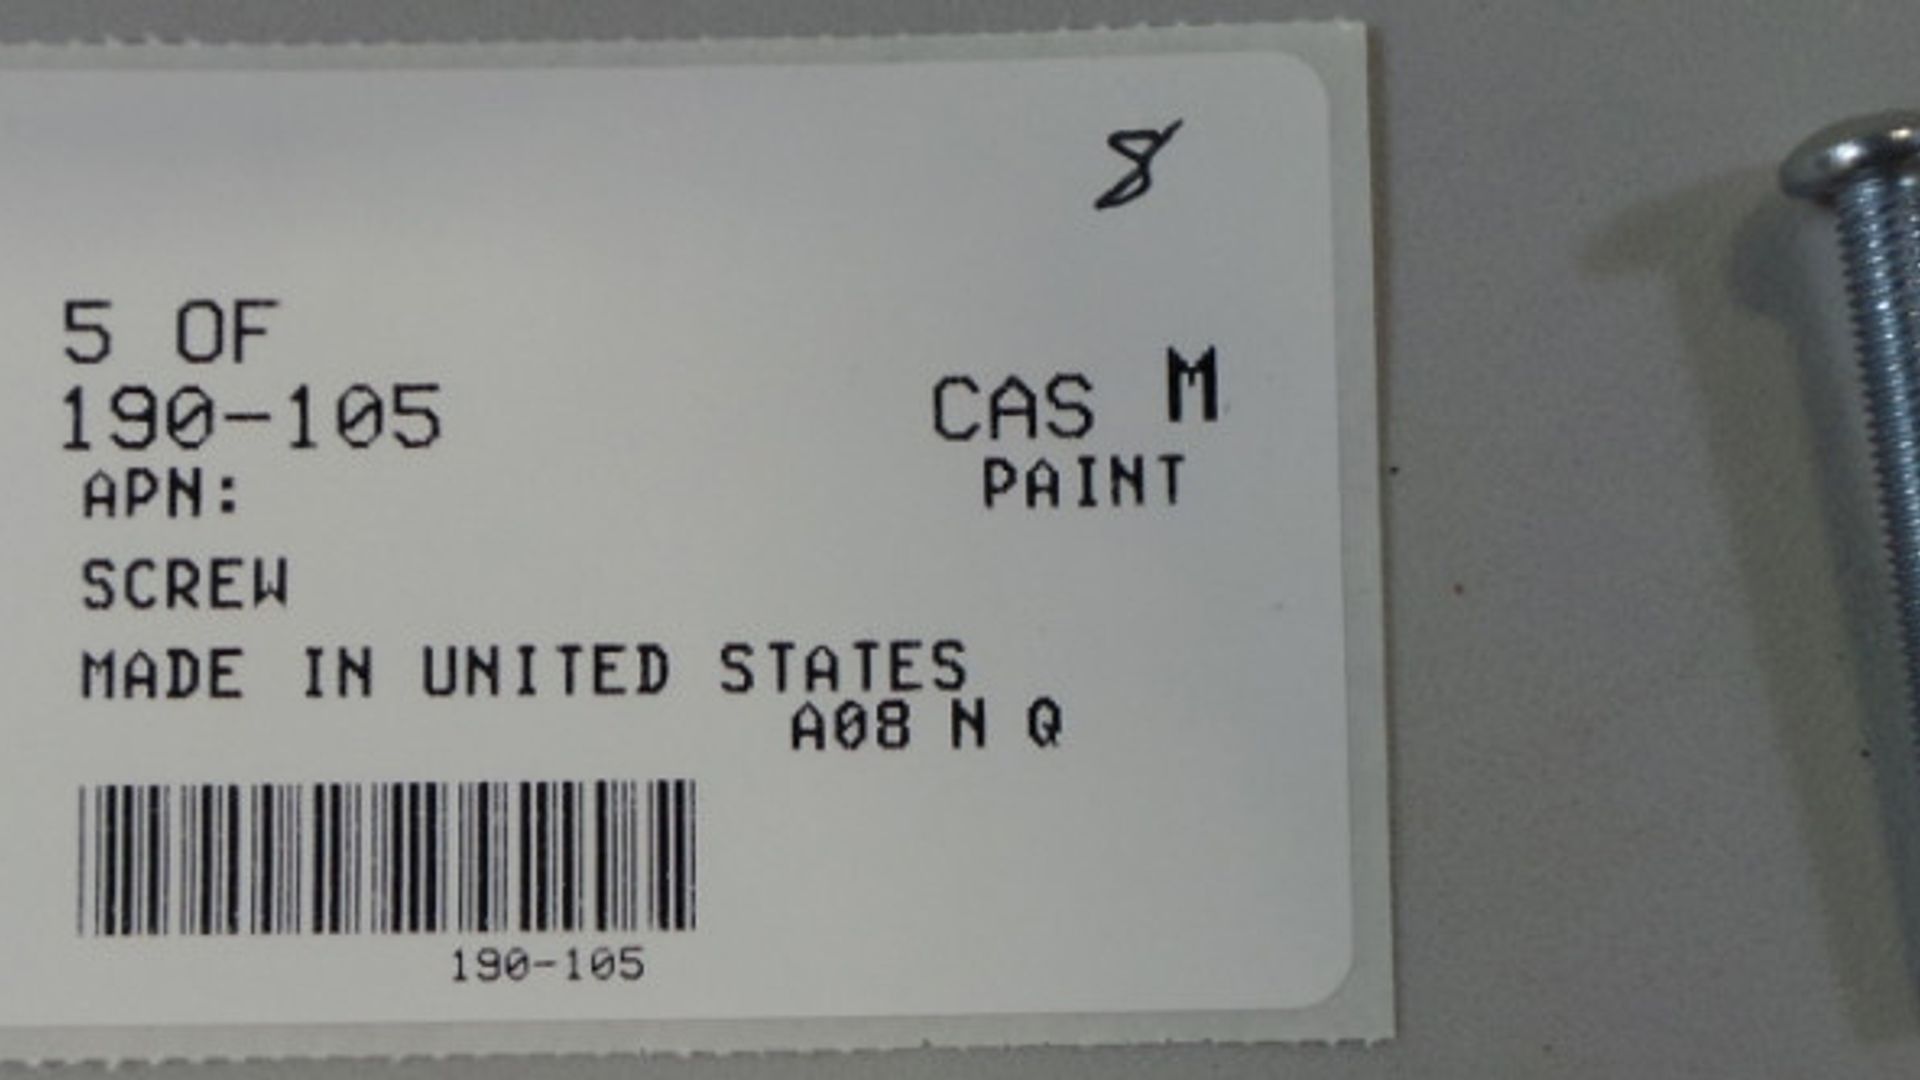 8
5 OF
190-105
CAS M
APN:
PAINT
SCREW
MADE IN UNITED STATES
A08 N Q
190-105